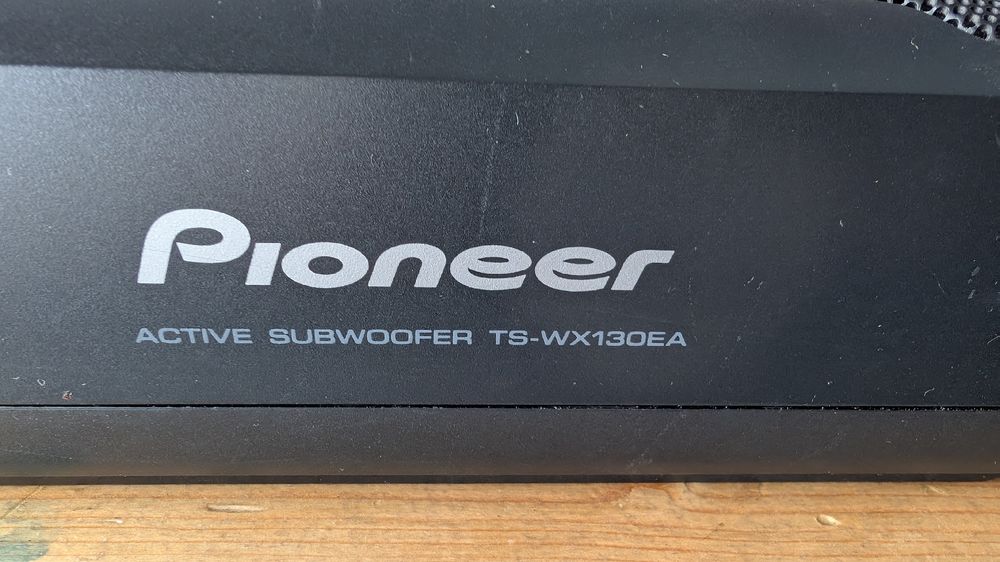 Pioneer
ACTIVE SUBWOOFER TS-WX130EA